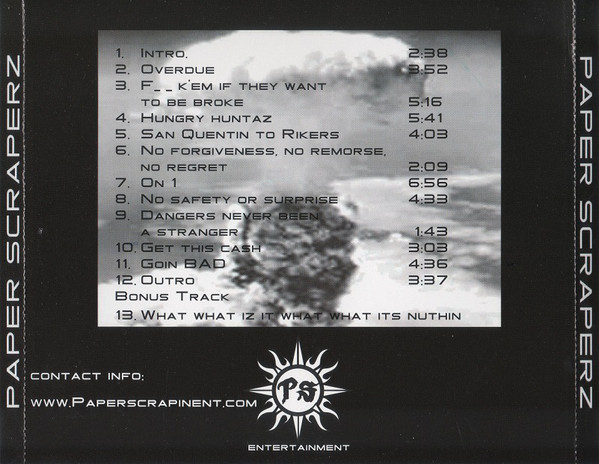 PAPER SCRAPERZ
1. Intro. 2:38
2. Overdue 3:52
3. F_ _ k'em if they want
to be broke 5:16
4. Hungry huntaz 5:41
5. San Quentin to Rikers 4:03
6. No forgiveness, no remorse,
no regret 2:09
7. On 1 6:56
8. No safety or surprise 4:33
9. Dangers never been
a stranger 1:43
10. Get this cash 3:03
11. Goin BAD 4:36
12. Outro 3:37
Bonus Track
13. What what iz it what what its nuthin
contact info:
www.Paperscrapinent.com
PS
ENTERTAINMENT
PAPER SCRAPERZ